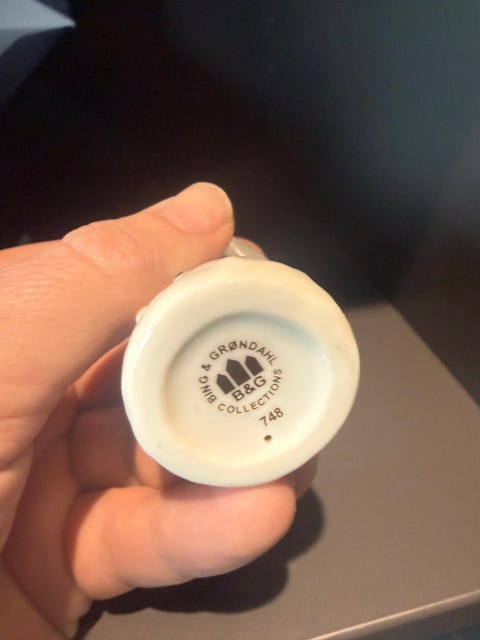 BING & GRØNDAHL
B&G
COLLECTIONS
748